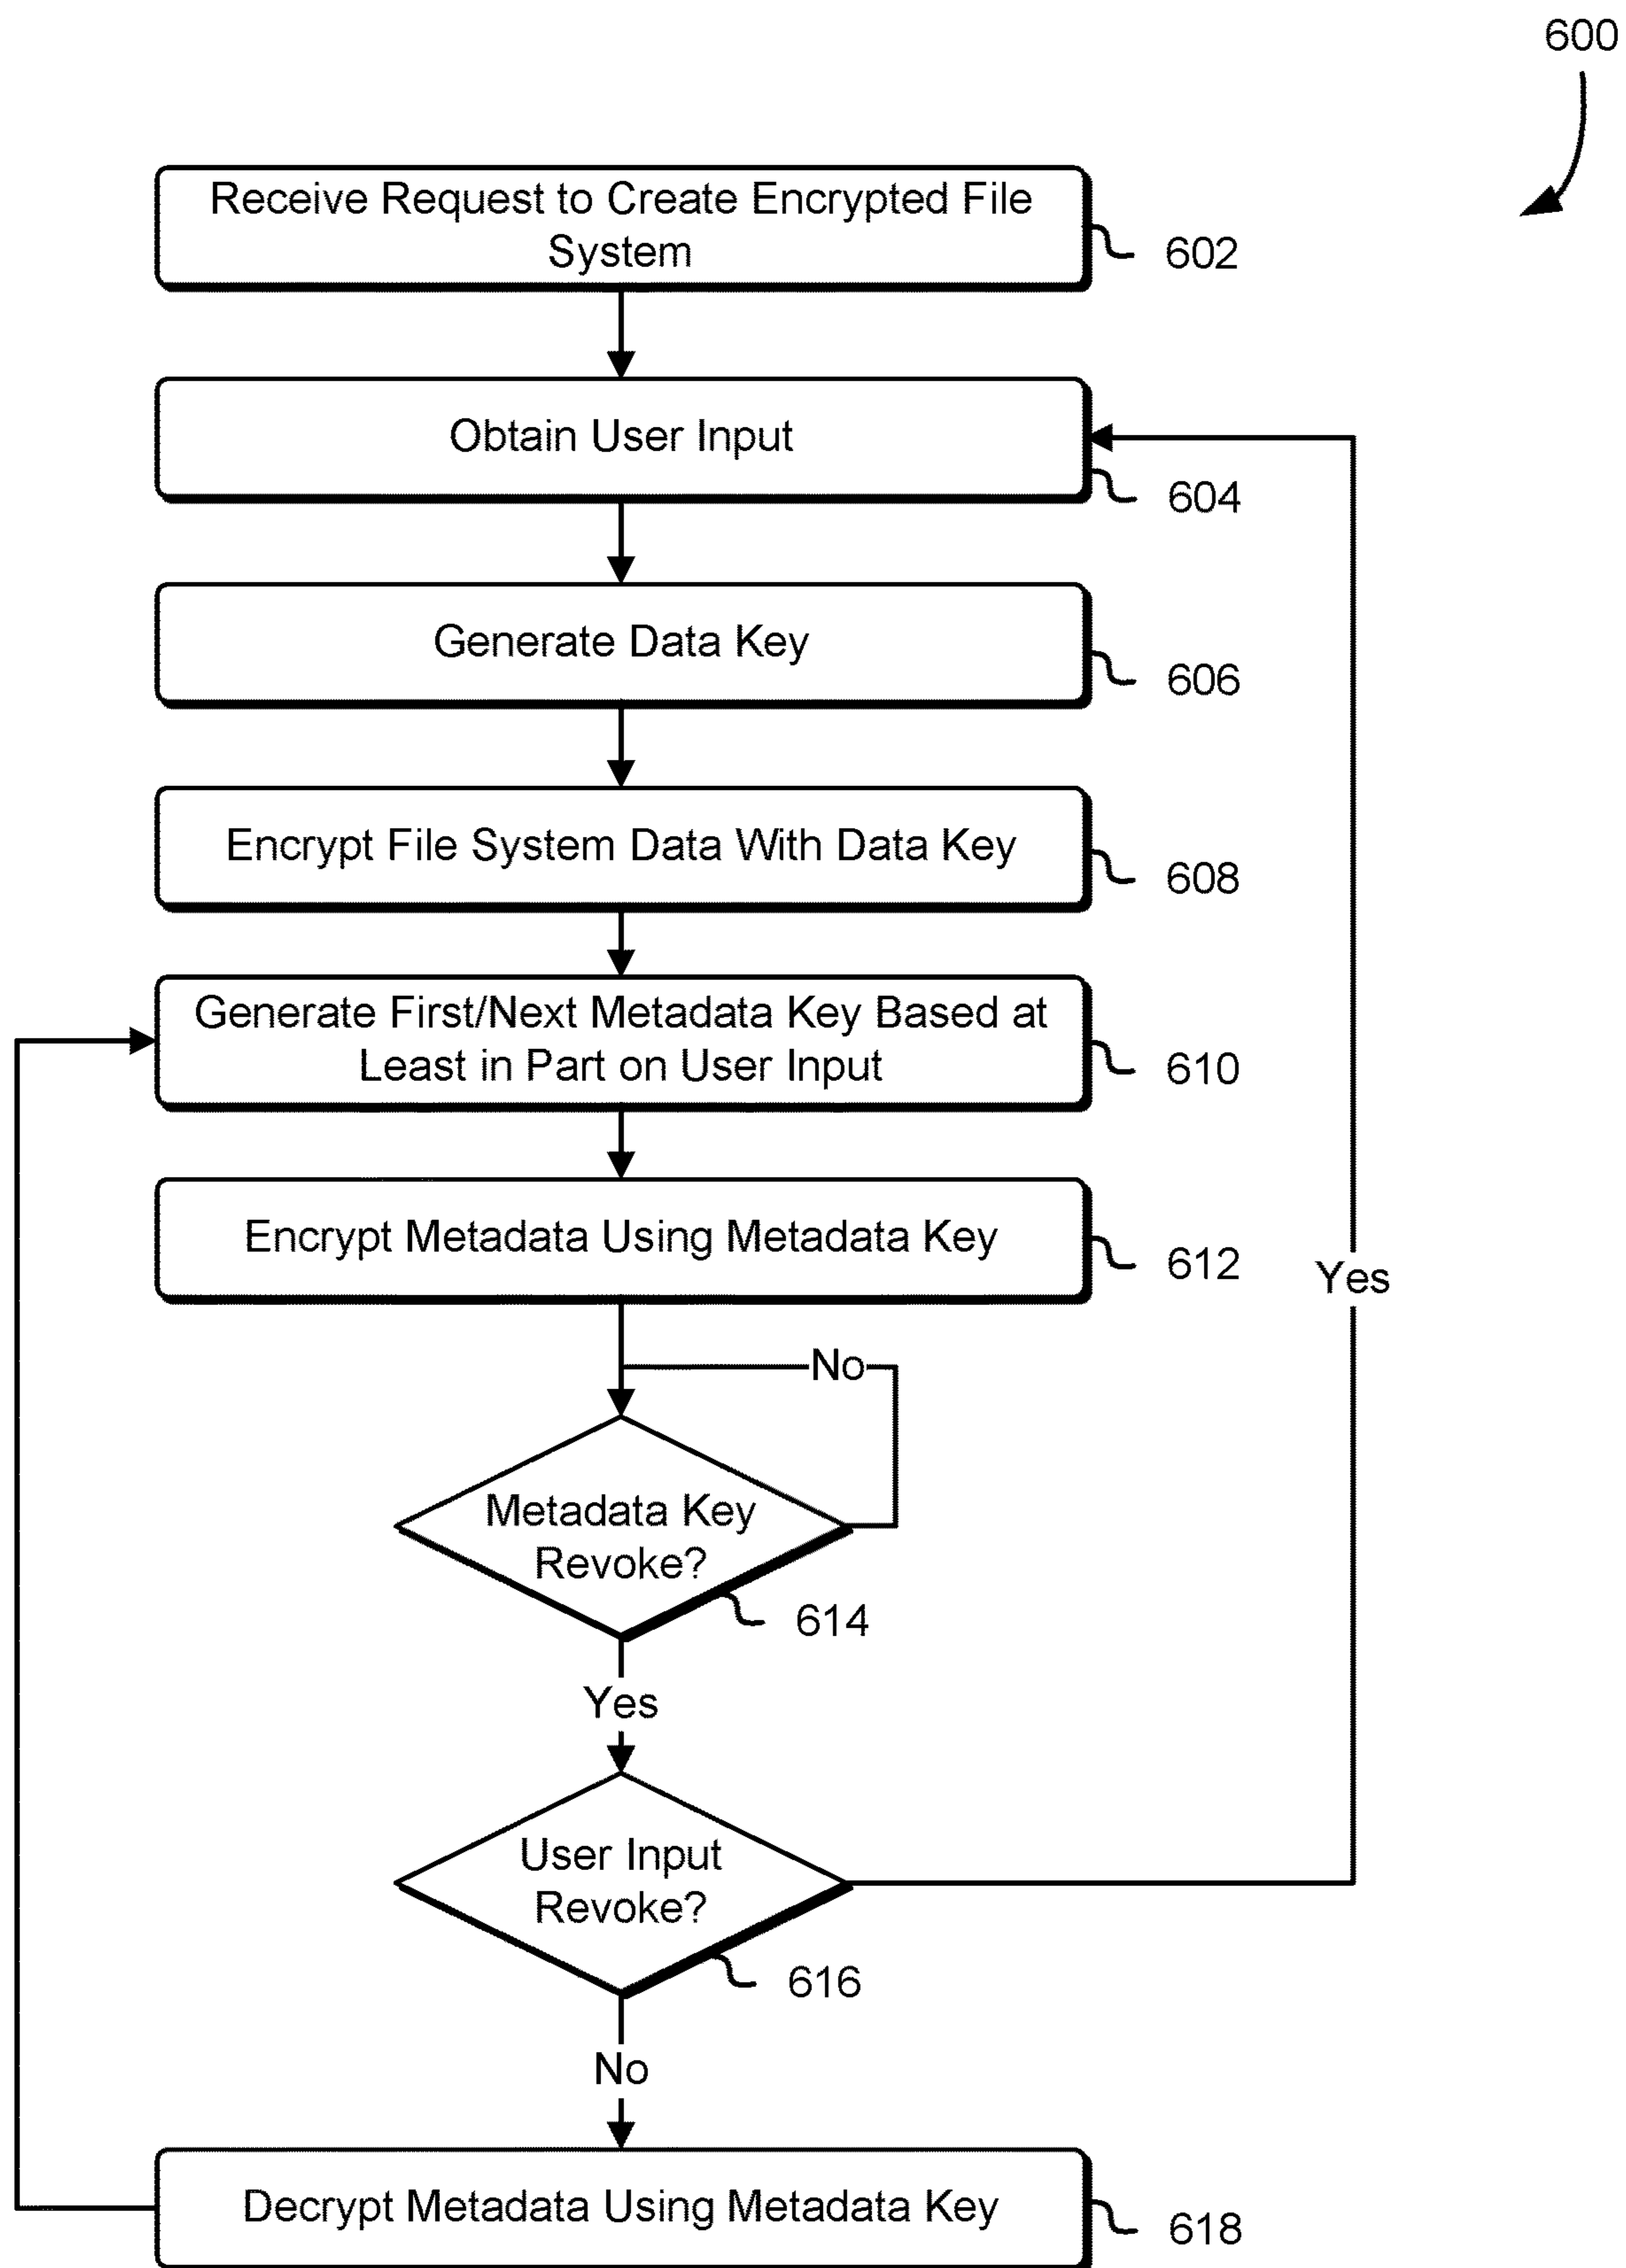 600
Receive Request to Create Encrypted File
System
602
Obtain User Input
604
Generate Data Key
606
Encrypt File System Data With Data Key
608
Generate First/Next Metadata Key Based at
Least in Part on User Input
610
Encrypt Metadata Using Metadata Key
612
Yes
No
Metadata Key
Revoke?
614
Yes
User Input
Revoke?
616
No
Decrypt Metadata Using Metadata Key
618